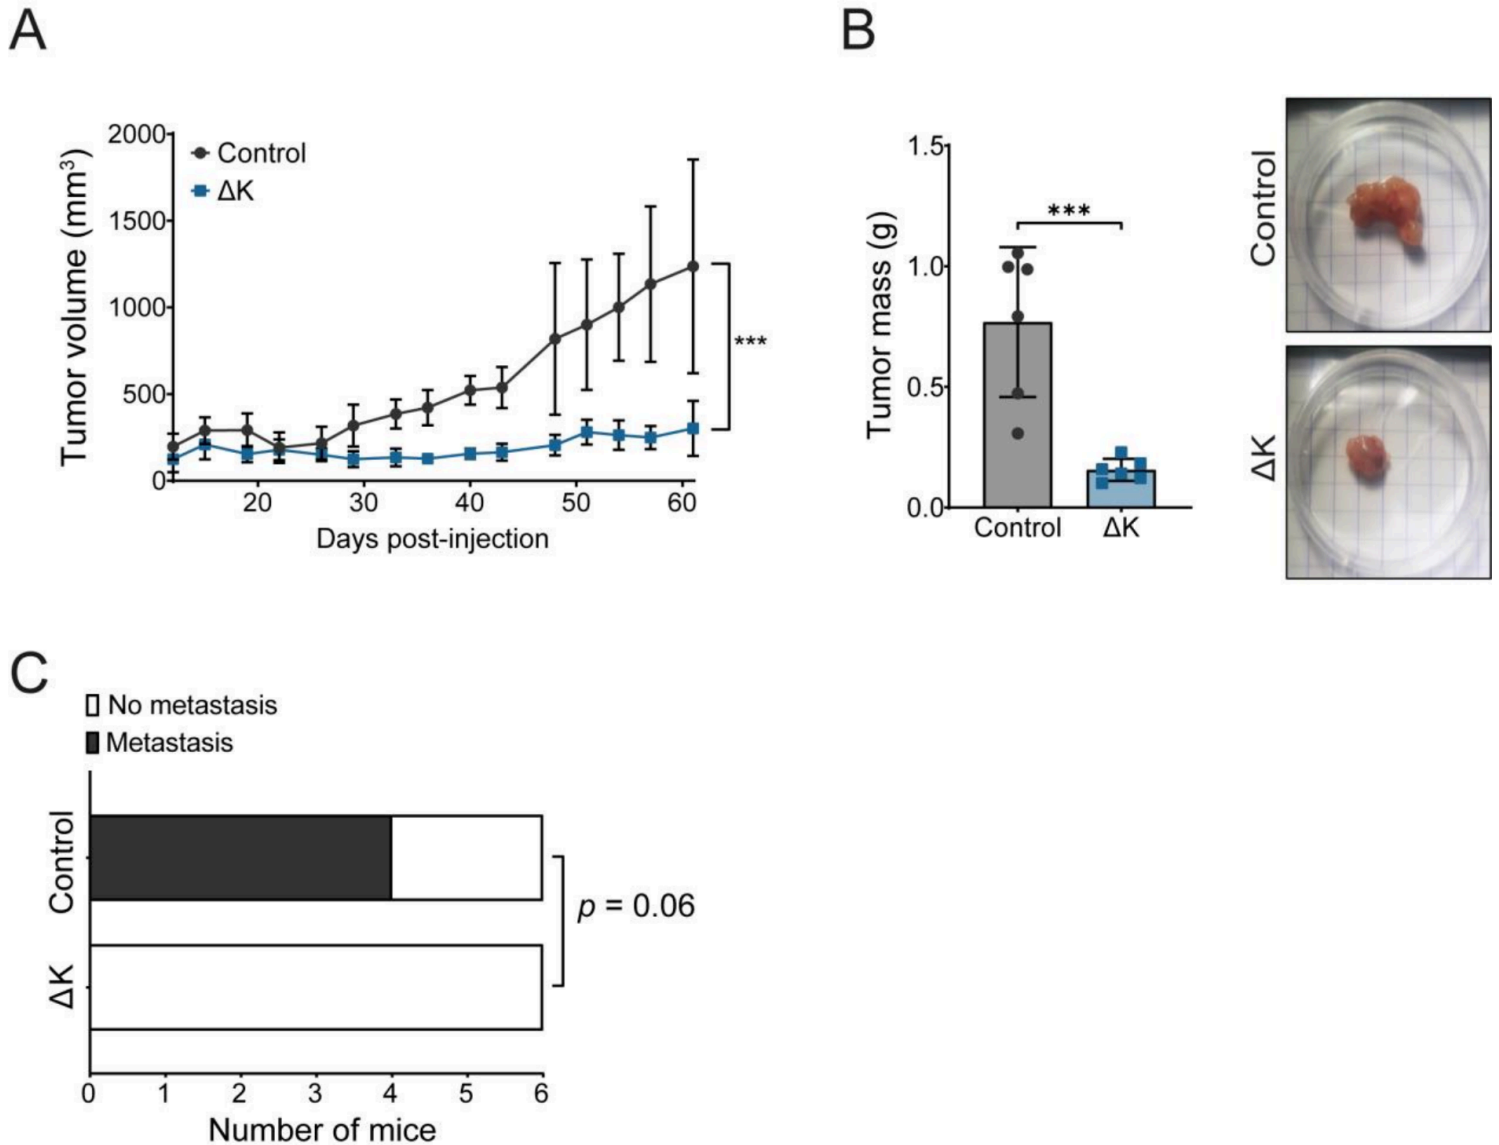 A
2000
1500
1000
500
0
Tumor volume (mm³)
Control
ΔK
***
20 30 40 50 60
Days post-injection
B
1.5
1.0
0.5
0.0
Tumor mass (g)
***
Control ΔK
Control
ΔK
C
No metastasis
Metastasis
Control
ΔK
p = 0.06
0 1 2 3 4 5 6
Number of mice